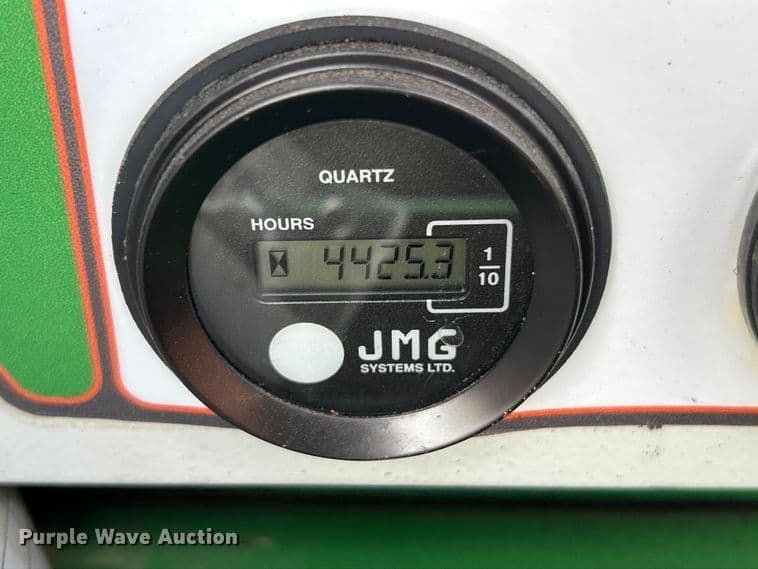 QUARTZ
HOURS
4425.3
1
10
JMG
SYSTEMS LTD.
Purple Wave Auction